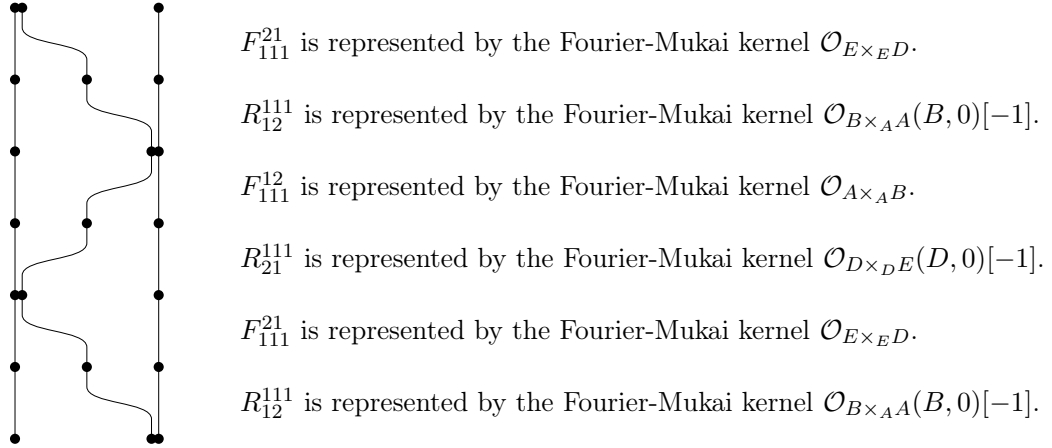 $F_{111}^{21}$ is represented by the Fourier-Mukai kernel $\mathcal{O}_{E \times_E D}$.
$R_{12}^{111}$ is represented by the Fourier-Mukai kernel $\mathcal{O}_{B \times_A A}(B, 0)[-1]$.
$F_{111}^{12}$ is represented by the Fourier-Mukai kernel $\mathcal{O}_{A \times_A B}$.
$R_{21}^{111}$ is represented by the Fourier-Mukai kernel $\mathcal{O}_{D \times_D E}(D, 0)[-1]$.
$F_{111}^{21}$ is represented by the Fourier-Mukai kernel $\mathcal{O}_{E \times_E D}$.
$R_{12}^{111}$ is represented by the Fourier-Mukai kernel $\mathcal{O}_{B \times_A A}(B, 0)[-1]$.